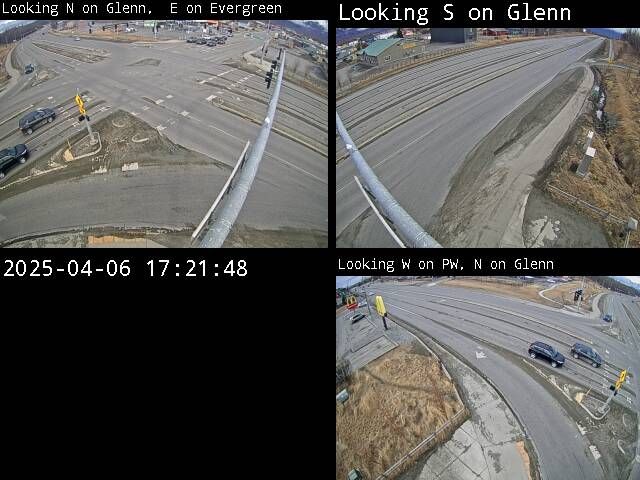 Looking N on Glenn,  E on Evergreen
Looking S on Glenn
2025-04-06 17:21:48
Looking W on PW, N on Glenn